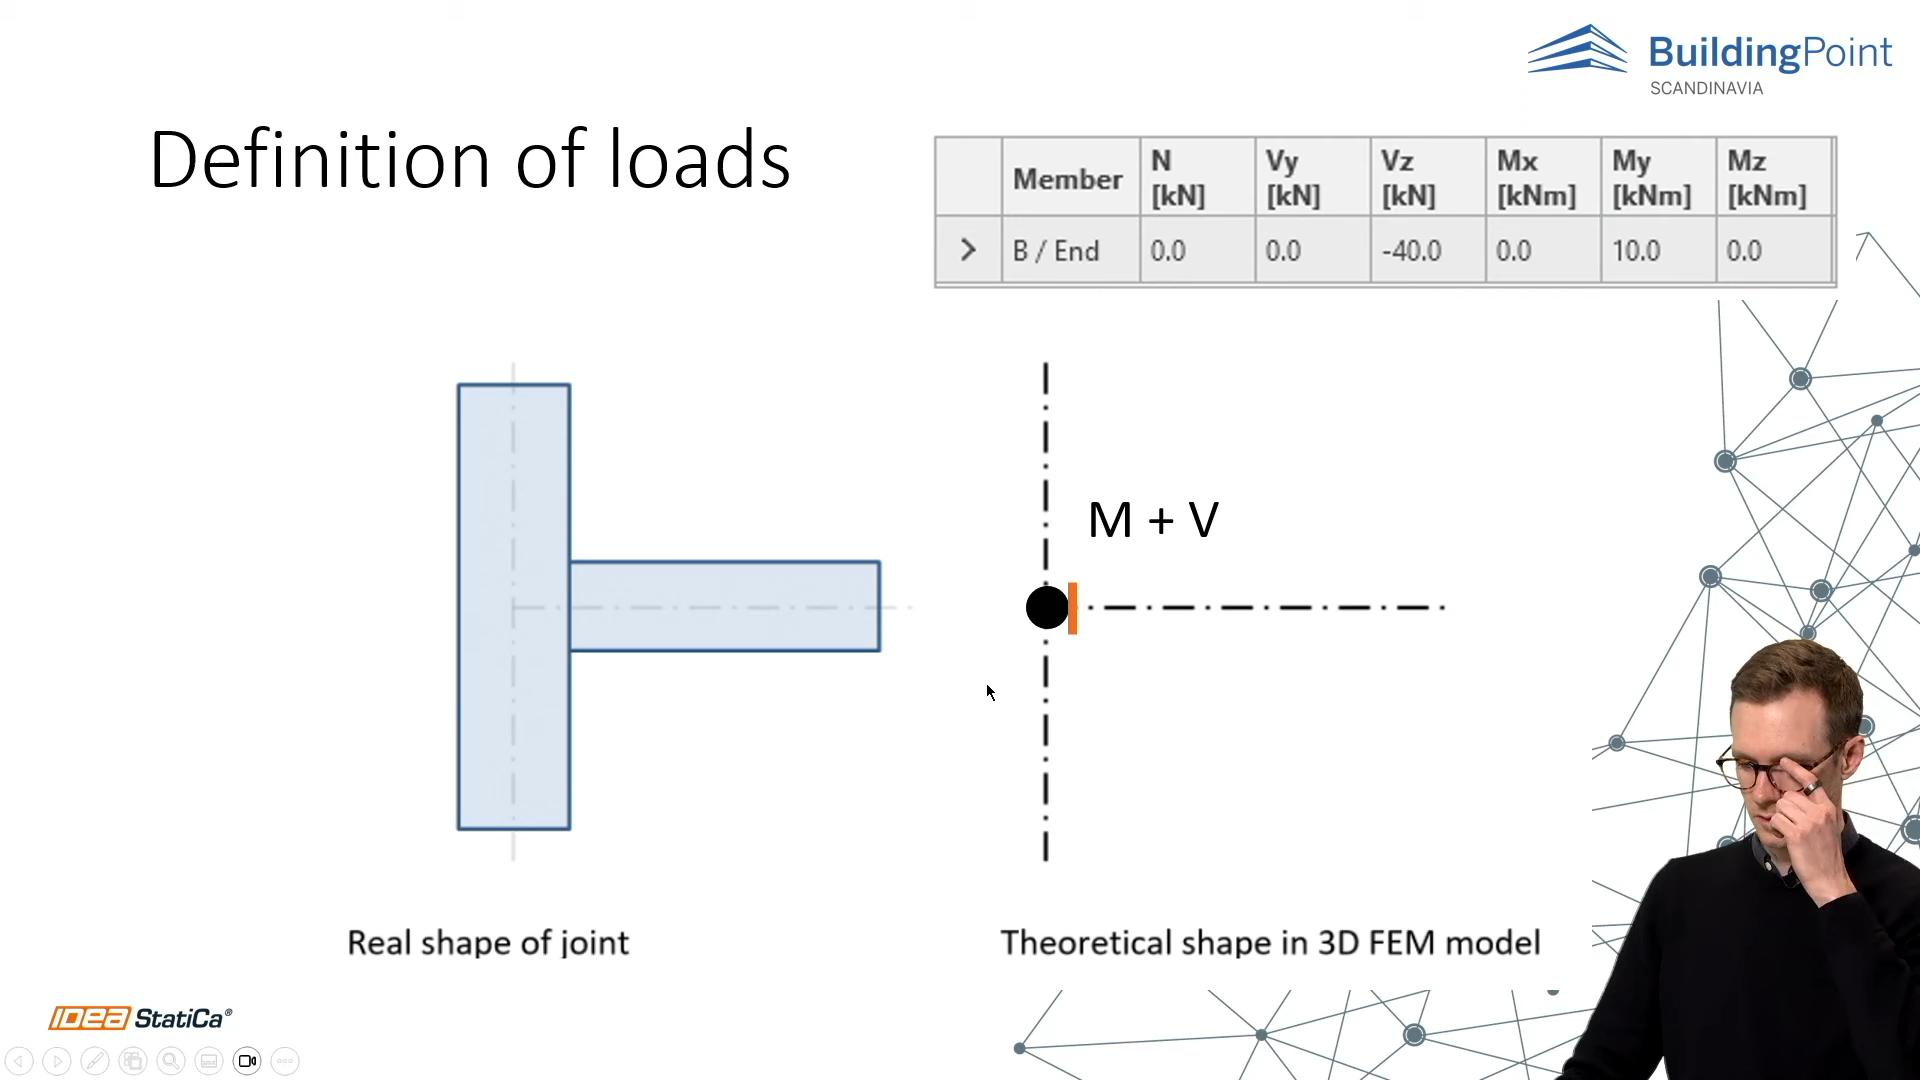 BuildingPoint
SCANDINAVIA
Definition of loads
Member N [kN] Vy [kN] Vz [kN] Mx [kNm] My [kNm] Mz [kNm]
> B / End 0.0 0.0 -40.0 0.0 10.0 0.0
M + V
Real shape of joint
Theoretical shape in 3D FEM model
IDEA StatiCa®